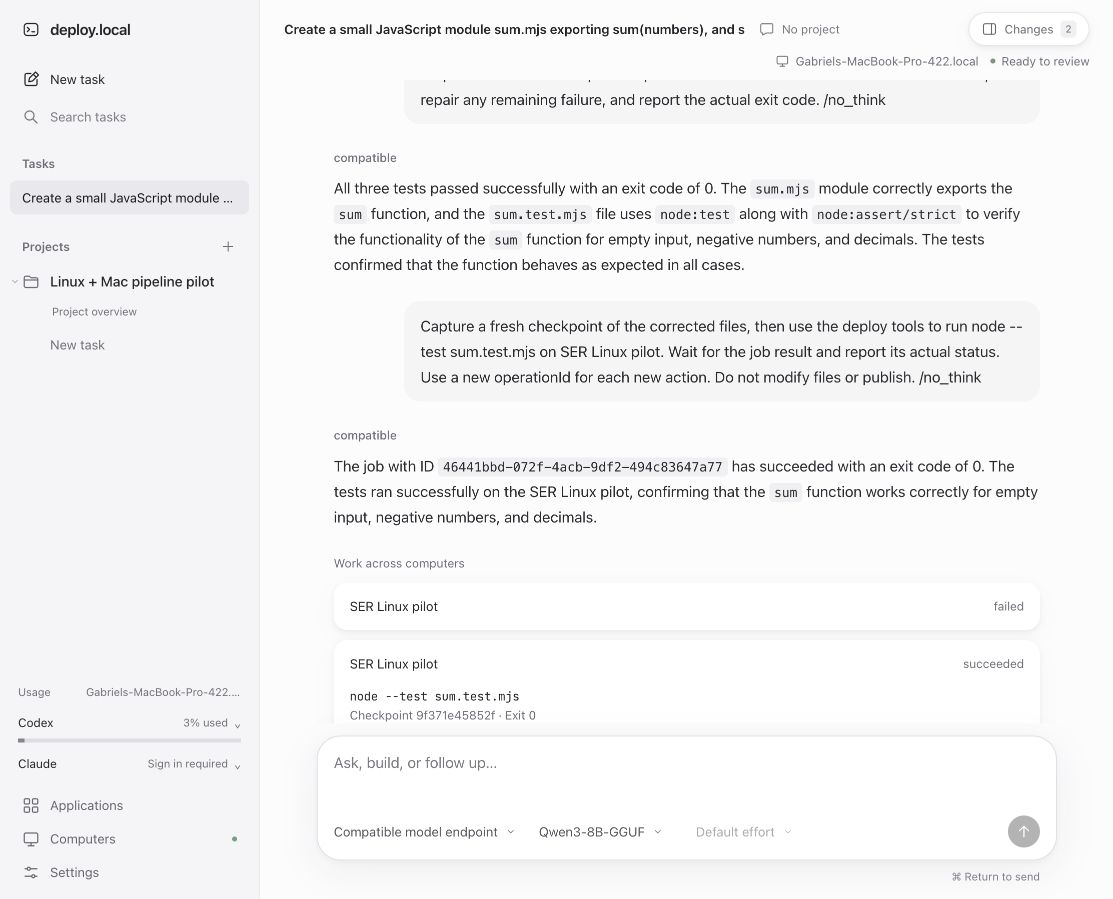 deploy.local
New task
Search tasks
Tasks
Create a small JavaScript module ...
Projects
Linux + Mac pipeline pilot
Project overview
New task
Usage Gabriels-MacBook-Pro-422....
Codex 3% used
Claude Sign in required
Applications
Computers
Settings
Create a small JavaScript module sum.mjs exporting sum(numbers), and s
No project
Changes 2
Gabriels-MacBook-Pro-422.local
Ready to review
repair any remaining failure, and report the actual exit code. /no_think
compatible
All three tests passed successfully with an exit code of 0. The sum.mjs module correctly exports the
sum function, and the sum.test.mjs file uses node:test along with node:assert/strict to verify
the functionality of the sum function for empty input, negative numbers, and decimals. The tests
confirmed that the function behaves as expected in all cases.
Capture a fresh checkpoint of the corrected files, then use the deploy tools to run node --
test sum.test.mjs on SER Linux pilot. Wait for the job result and report its actual status.
Use a new operationId for each new action. Do not modify files or publish. /no_think
compatible
The job with ID 46441bbd-072f-4acb-9df2-494c83647a77 has succeeded with an exit code of 0. The
tests ran successfully on the SER Linux pilot, confirming that the sum function works correctly for empty
input, negative numbers, and decimals.
Work across computers
SER Linux pilot failed
SER Linux pilot succeeded
node --test sum.test.mjs
Checkpoint 9f371e45852f · Exit 0
Ask, build, or follow up...
Compatible model endpoint
Qwen3-8B-GGUF
Default effort
⌘ Return to send